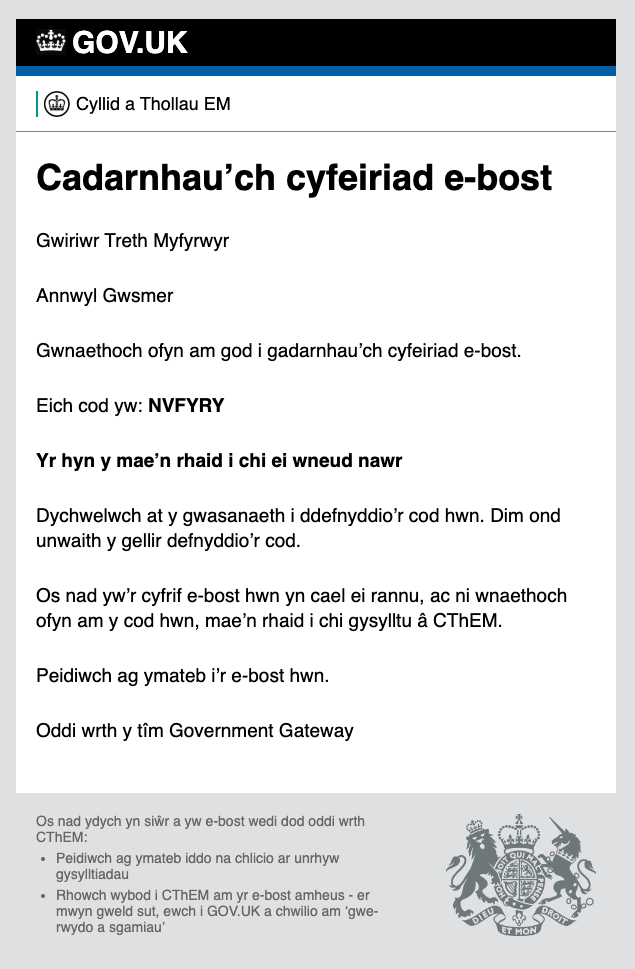 GOV.UK
Cyllid a Thollau EM
Cadarnhau’ch cyfeiriad e-bost
Gwiriwr Treth Myfyrwyr
Annwyl Gwsmer
Gwnaethoch ofyn am god i gadarnhau’ch cyfeiriad e-bost.
Eich cod yw: NVFYRY
Yr hyn y mae’n rhaid i chi ei wneud nawr
Dychwelwch at y gwasanaeth i ddefnyddio’r cod hwn. Dim ond
unwaith y gellir defnyddio’r cod.
Os nad yw’r cyfrif e-bost hwn yn cael ei rannu, ac ni wnaethoch
ofyn am y cod hwn, mae’n rhaid i chi gysylltu â CThEM.
Peidiwch ag ymateb i’r e-bost hwn.
Oddi wrth y tîm Government Gateway
Os nad ydych yn siŵr a yw e-bost wedi dod oddi wrth
CThEM:
• Peidiwch ag ymateb iddo na chlicio ar unrhyw
gysylltiadau
• Rhowch wybod i CThEM am yr e-bost amheus - er
mwyn gweld sut, ewch i GOV.UK a chwilio am ‘gwe-
rwydo a sgamiau’
DIEU ET MON DROIT